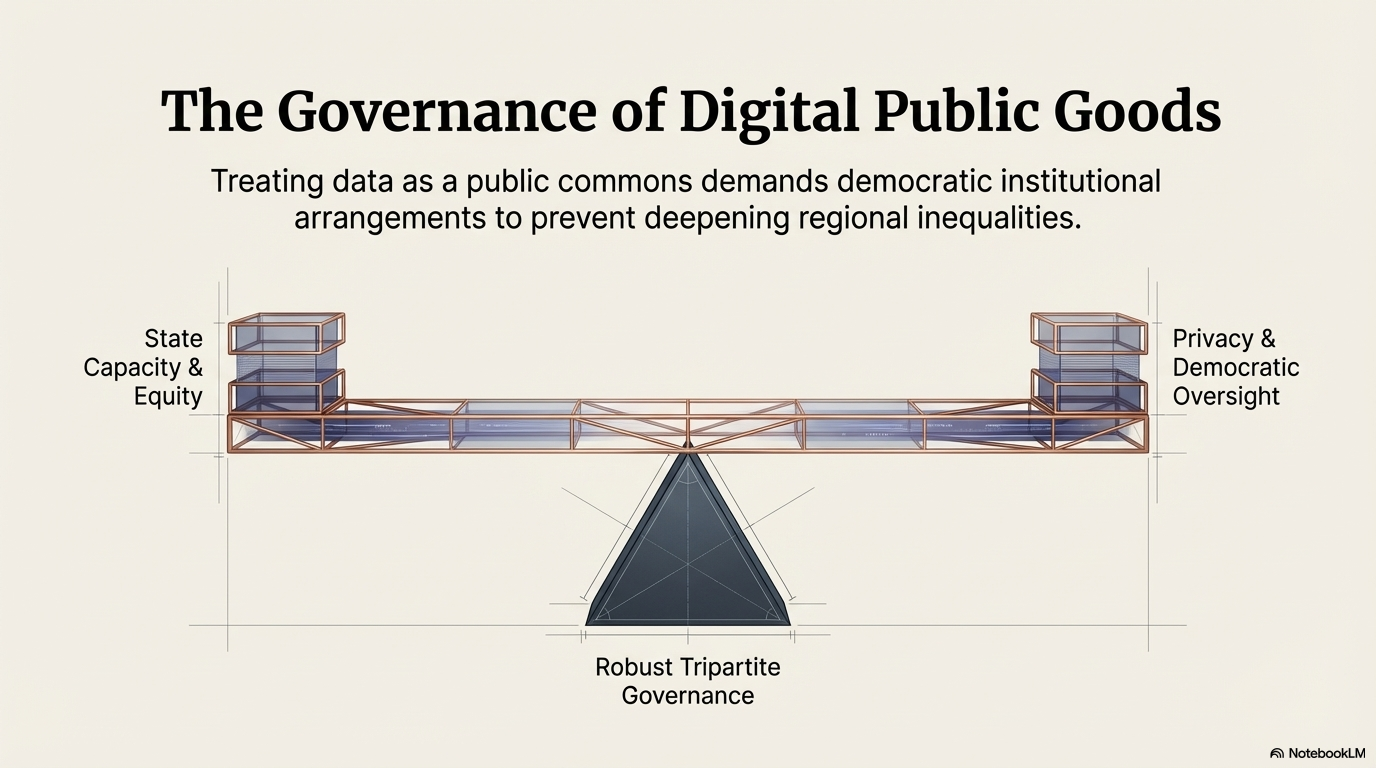 The Governance of Digital Public Goods
Treating data as a public commons demands democratic institutional
arrangements to prevent deepening regional inequalities.
State
Capacity &
Equity
Privacy &
Democratic
Oversight
Robust Tripartite
Governance
NotebookLM